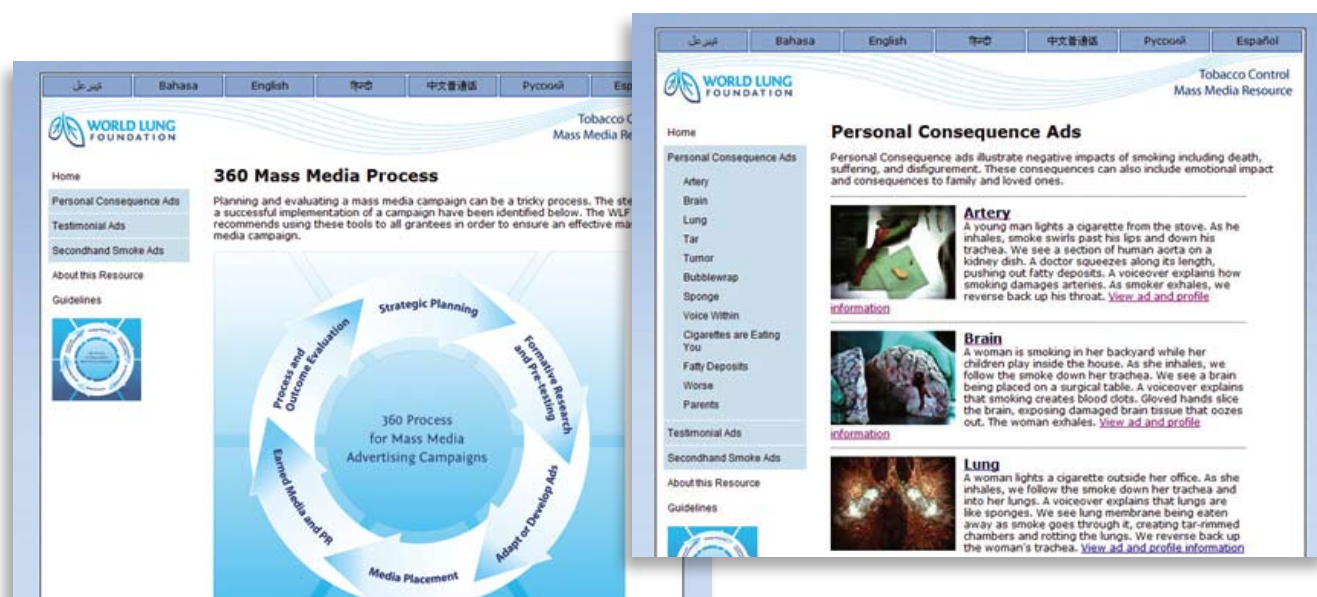 Bahasa
English
हिन्दी
中文普通话
Русский
Esp
WORLD LUNG
FOUNDATION
Tobacco C
Mass Media Re
Home
Personal Consequence Ads
Testimonial Ads
Secondhand Smoke Ads
About this Resource
Guidelines
360 Mass Media Process
Planning and evaluating a mass media campaign can be a tricky process. The ste
a successful implementation of a campaign have been identified below. The WLF
recommends using these tools to all grantees in order to ensure an effective ma
media campaign.
Strategic Planning
Formative Research
and Pre-testing
Adapt or Develop Ads
Media Placement
Earned Media and PR
Process and
Outcome Evaluation
360 Process
for Mass Media
Advertising Campaigns
Bahasa
English
हिन्दी
中文普通话
Русский
Español
WORLD LUNG
FOUNDATION
Tobacco Control
Mass Media Resource
Home
Personal Consequence Ads
Artery
Brain
Lung
Tar
Tumor
Bubblewrap
Sponge
Voice Within
Cigarettes are Eating
You
Fatty Deposits
Worse
Parents
Testimonial Ads
Secondhand Smoke Ads
About this Resource
Guidelines
Personal Consequence Ads
Personal Consequence ads illustrate negative impacts of smoking including death,
suffering, and disfigurement. These consequences can also include emotional impact
and consequences to family and loved ones.
Artery
A young man lights a cigarette from the stove. As he
inhales, smoke swirls past his lips and down his
trachea. We see a section of human aorta on a
kidney dish. A doctor squeezes along its length,
pushing out fatty deposits. A voiceover explains how
smoking damages arteries. As smoker exhales, we
reverse back up his throat. View ad and profile
information
Brain
A woman is smoking in her backyard while her
children play inside the house. As she inhales, we
follow the smoke down her trachea. We see a brain
being placed on a surgical table. A voiceover explains
that smoking creates blood clots. Gloved hands slice
the brain, exposing damaged brain tissue that oozes
out. The woman exhales. View ad and profile
information
Lung
A woman lights a cigarette outside her office. As she
inhales, we follow the smoke down her trachea and
into her lungs. A voiceover explains that lungs are
like sponges. We see lung membrane being eaten
away as smoke goes through it, creating tar-rimmed
chambers and rotting the lungs. We reverse back up
the woman's trachea. View ad and profile information